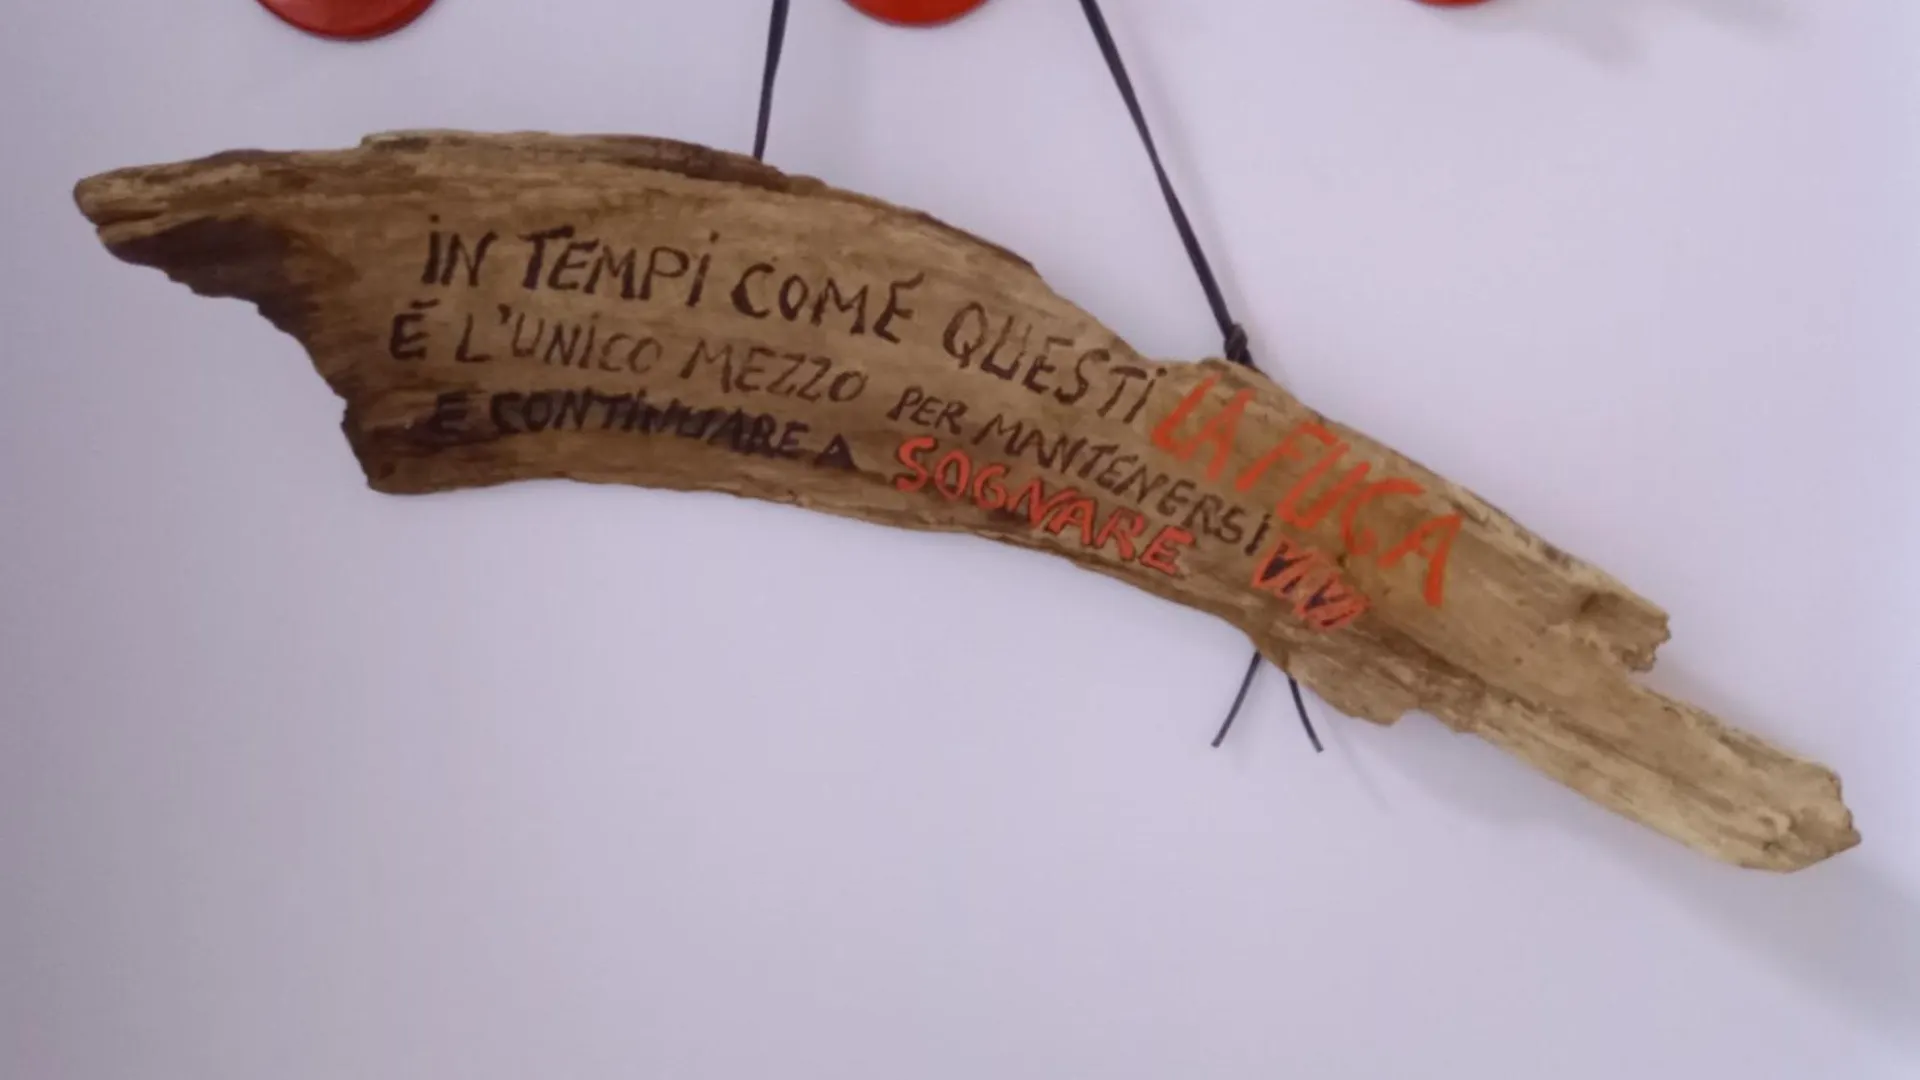 IN TEMPI COME QUESTI LA FUGA
É L'UNICO MEZZO PER MANTENERSI VIVI
E CONTINUARE A SOGNARE